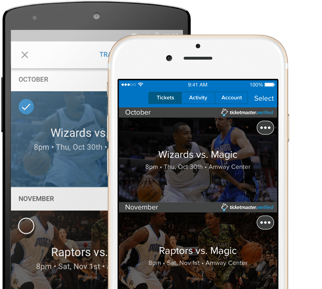 TRA
OCTOBER
Wizards vs.
8pm • Thu, Oct 30th •
NOVEMBER
Raptors vs.
8pm • Sat, Nov 1st •
9:41 AM
100%
Tickets
Activity
Account
Select
October
ticketmaster.verified
Wizards vs. Magic
8pm • Thu, Oct 30th • Amway Center
November
ticketmaster.verified
Raptors vs. Magic
8pm • Sat, Nov 1st • Amway Center